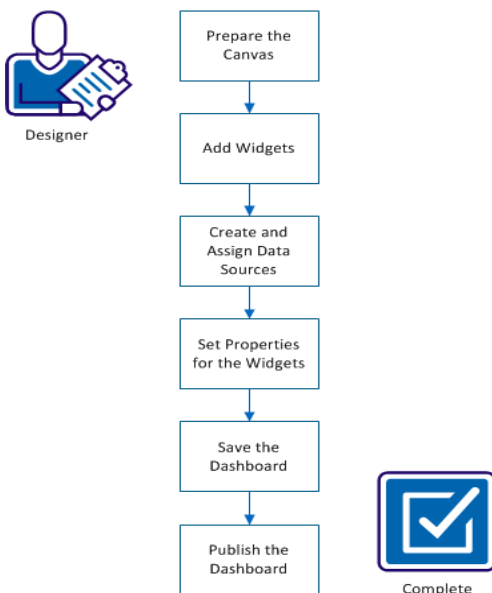 Prepare the
Canvas
Designer
Add Widgets
Create and
Assign Data
Sources
Set Properties
for the Widgets
Save the
Dashboard
Publish the
Dashboard
Complete